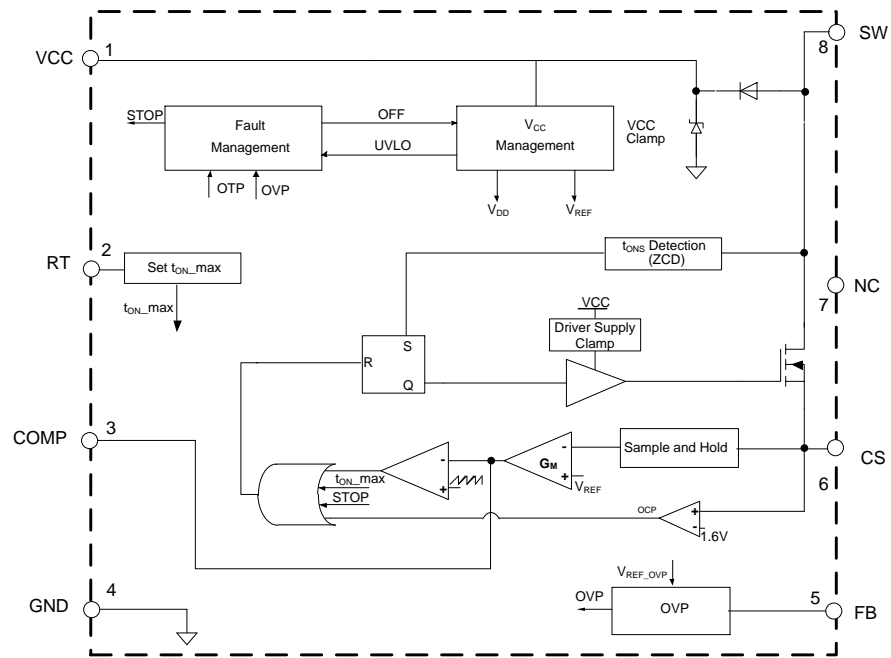 VCC
1
SW
8
STOP
Fault
Management
OFF
UVLO
OTP
OVP
VCC
Management
VDD
VREF
VCC
Clamp
RT
2
Set tON_max
tON_max
tONS Detection
(ZCD)
NC
7
VCC
Driver Supply
Clamp
S
R
Q
COMP
3
GM
-
+
VREF
Sample and Hold
CS
6
-
+
tON_max
STOP
OCP
+
-
1.6V
GND
4
VREF_OVP
OVP
OVP
5
FB